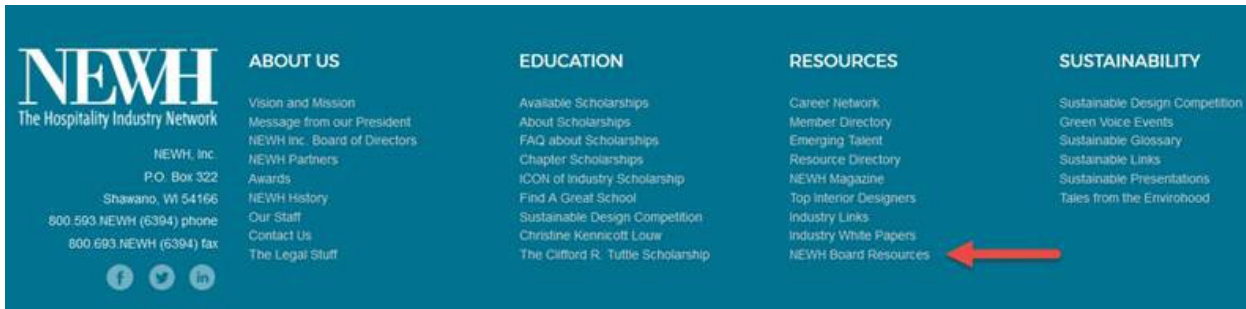 NEWH
The Hospitality Industry Network
NEWH, Inc.
P.O. Box 322
Shawano, WI 54166
800.593.NEWH (6394) phone
800.693.NEWH (6394) fax
ABOUT US
Vision and Mission
Message from our President
NEWH Inc. Board of Directors
NEWH Partners
Awards
NEWH History
Our Staff
Contact Us
The Legal Stuff
EDUCATION
Available Scholarships
About Scholarships
FAQ about Scholarships
Chapter Scholarships
ICON of Industry Scholarship
Find A Great School
Sustainable Design Competition
Christine Kennicott Louw
The Clifford R. Tuttle Scholarship
RESOURCES
Career Network
Member Directory
Emerging Talent
Resource Directory
NEWH Magazine
Top Interior Designers
Industry Links
Industry White Papers
NEWH Board Resources
SUSTAINABILITY
Sustainable Design Competition
Green Voice Events
Sustainable Glossary
Sustainable Links
Sustainable Presentations
Tales from the Envirohood